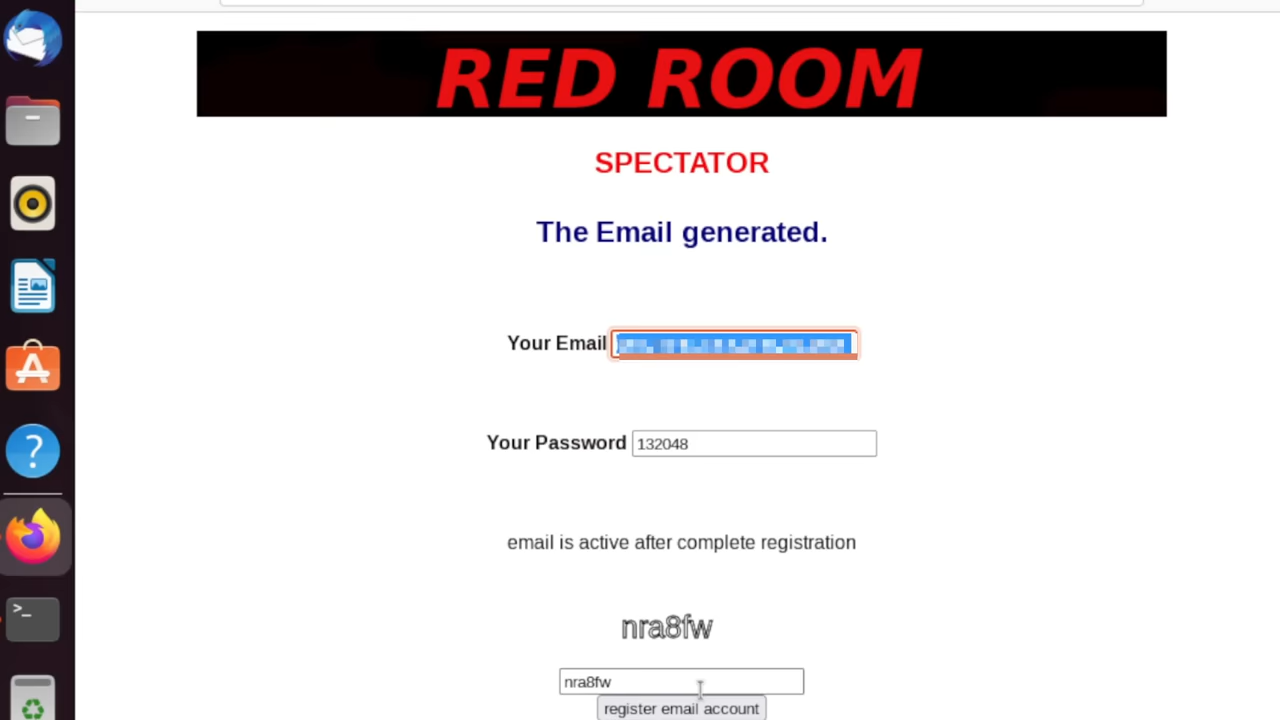 RED ROOM
SPECTATOR
The Email generated.
Your Email
Your Password 132048
email is active after complete registration
nra8fw
nra8fw
register email account